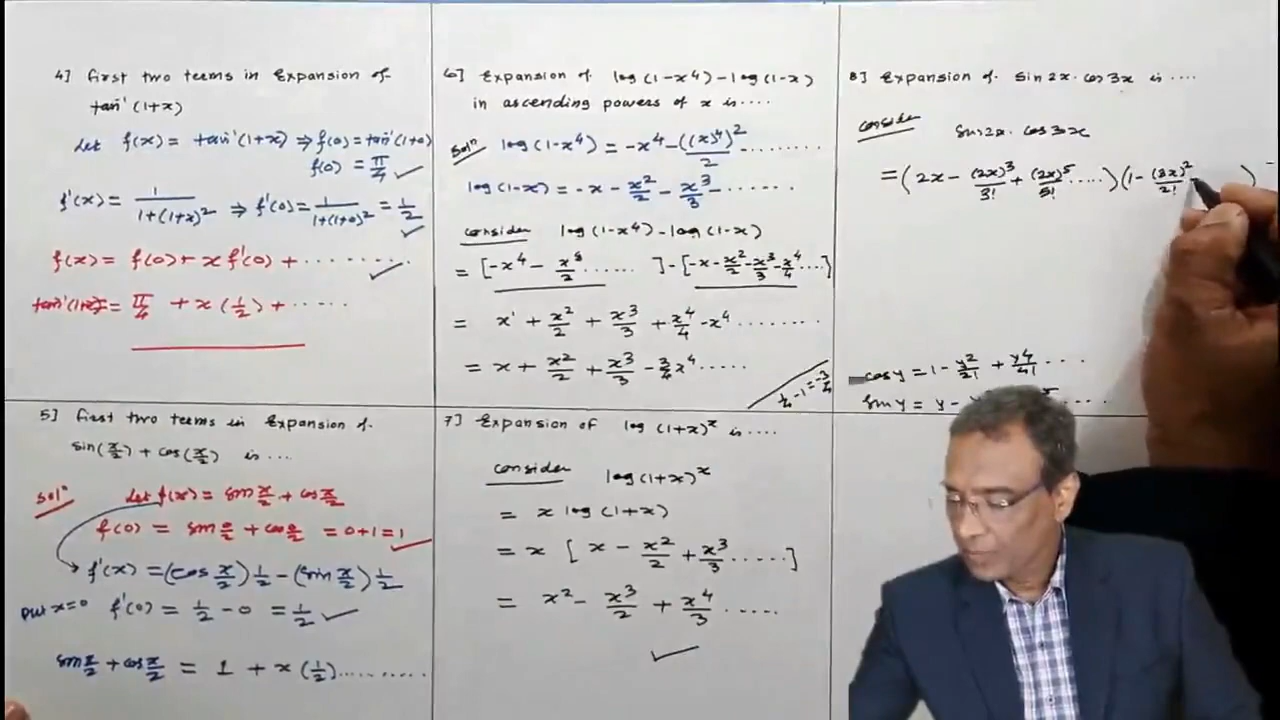 4] First two terms in Expansion of
tan⁻¹(1+x)
Let f(x) = tan⁻¹(1+x) ⇒ f(0) = tan⁻¹(1+0)
f(0) = π/4 ✓
f'(x) = 1/(1+(1+x)²) ⇒ f'(0) = 1/(1+(1+0)²) = 1/2 ✓
f(x) = f(0) + x f'(0) + ........ ✓
tan⁻¹(1+x) = π/4 + x(1/2) + ......
5] First two terms in Expansion of
sin(x/2) + cos(x/2) is ...
Solⁿ Let f(x) = sin x/2 + cos x/2
f(0) = sin 0/2 + cos 0/2 = 0+1 = 1 ✓
f'(x) = (cos x/2) 1/2 - (sin x/2) 1/2
Put x=0 f'(0) = 1/2 - 0 = 1/2 ✓
sin x/2 + cos x/2 = 1 + x(1/2) .........
6] Expansion of log(1-x⁴) - log(1-x)
in ascending powers of x is ....
Solⁿ log(1-x⁴) = -x⁴ - ((x)⁴)²/2 - ........
log(1-x) = -x - x²/2 - x³/3 - ......
consider log(1-x⁴) - log(1-x)
= [-x⁴ - x⁸/2 ...... ] - [-x - x²/2 - x³/3 - x⁴/4 ....]
= x + x²/2 + x³/3 + x⁴/4 - x⁴ ........
= x + x²/2 + x³/3 - 3/4 x⁴ .....
1/4 - 1 = -3/4
7] Expansion of log(1+x)ˣ is ....
consider log(1+x)ˣ
= x log(1+x)
= x [x - x²/2 + x³/3 ......]
= x² - x³/2 + x⁴/3 ......
✓
8] Expansion of sin 2x · cos 3x is ....
consider sin 2x · cos 3x
= (2x - (2x)³/3! + (2x)⁵/5! .....)(1 - (3x)²/2! )
cos y = 1 - y²/2! + y⁴/4! ...
sin y = y -